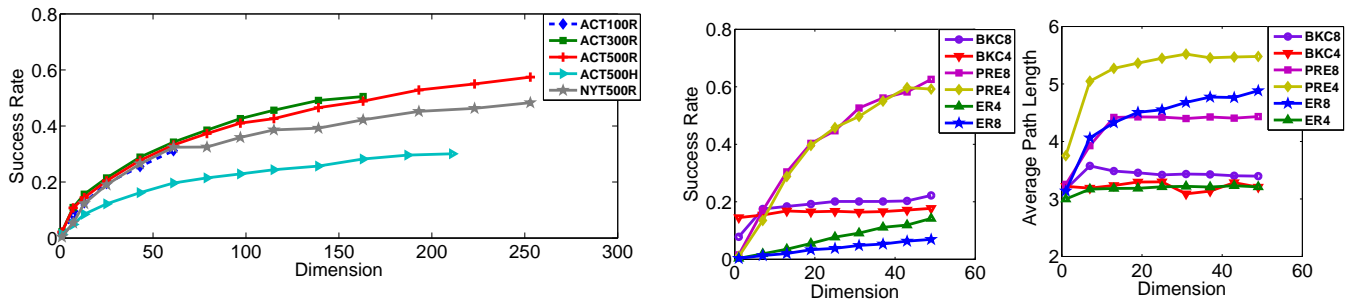 0.8
0.6
0.4
0.2
0
Success Rate
0
50
100
150
200
250
300
Dimension
ACT100R
ACT300R
ACT500R
ACT500H
NYT500R
0.8
0.6
0.4
0.2
0
Success Rate
0
20
40
60
Dimension
BKC8
BKC4
PRE8
PRE4
ER4
ER8
6
5
4
3
2
Average Path Length
0
20
40
60
Dimension
BKC8
BKC4
PRE8
PRE4
ER8
ER4